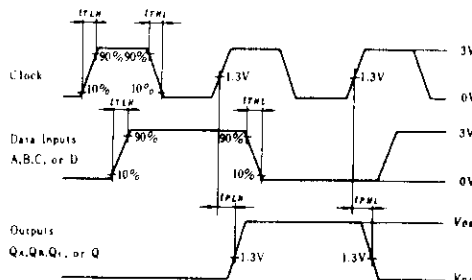 tTLH tTHL
90% 90% 3V
Clock 1.3V 1.3V
10% 10% 0V
tTLH tTHL
Data Inputs 3V
A,B,C, or D 90% 90%
10% 0V
tPLH tPHL
Outputs
QA,QB,QC, or Q 1.3V 1.3V